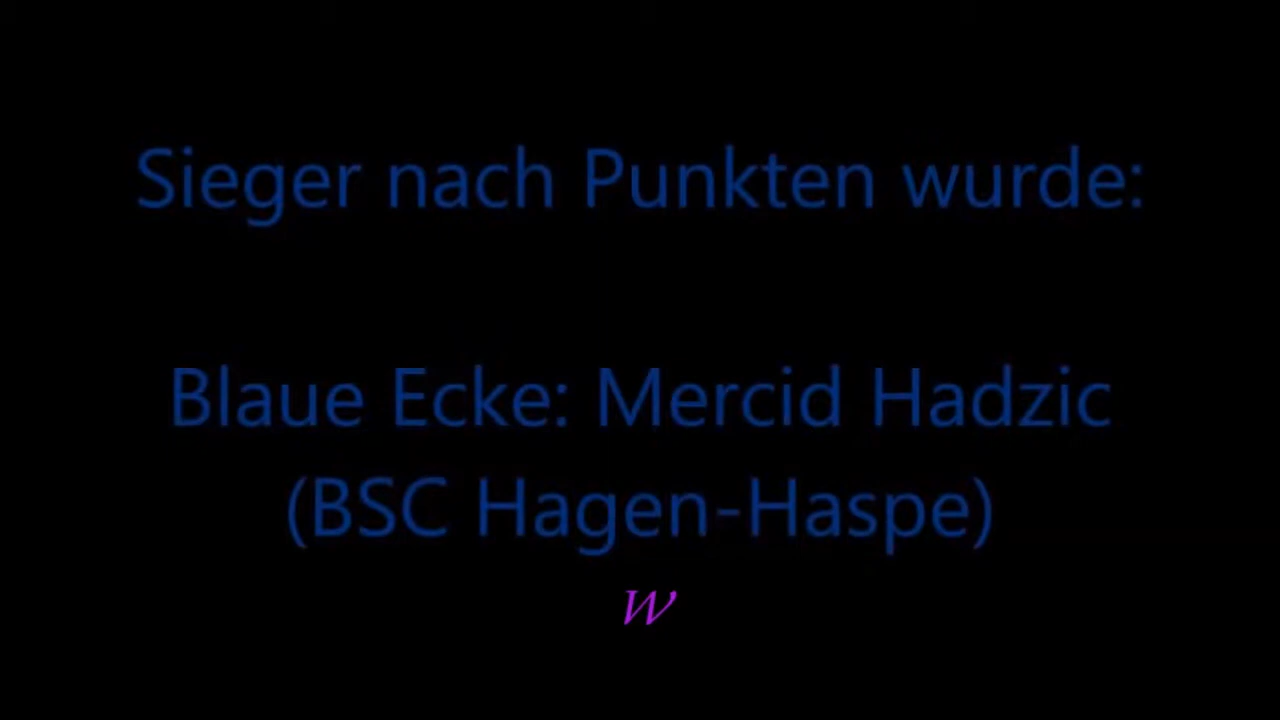 Sieger nach Punkten wurde:
Blaue Ecke: Mercid Hadzic
(BSC Hagen-Haspe)
W